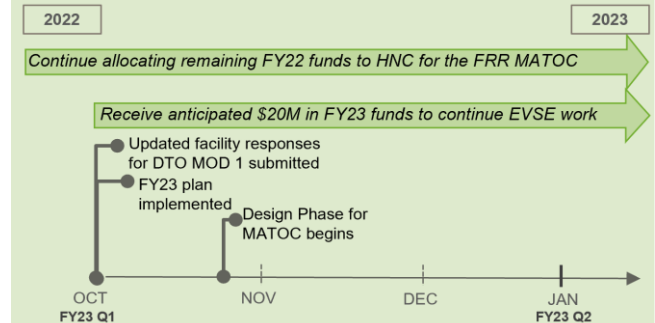 2022
2023
Continue allocating remaining FY22 funds to HNC for the FRR MATOC
Receive anticipated $20M in FY23 funds to continue EVSE work
Updated facility responses
for DTO MOD 1 submitted
FY23 plan
implemented
Design Phase for
MATOC begins
OCT
NOV
DEC
JAN
FY23 Q1
FY23 Q2